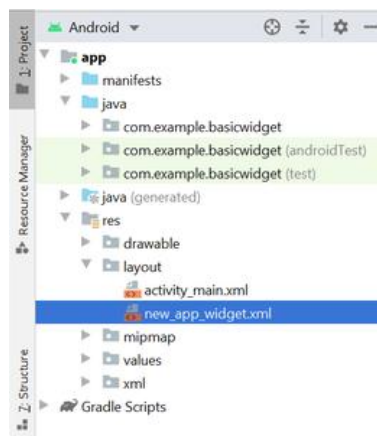 1: Project
Resource Manager
Z: Structure
Android
app
manifests
java
com.example.basicwidget
com.example.basicwidget (androidTest)
com.example.basicwidget (test)
java (generated)
res
drawable
layout
activity_main.xml
new_app_widget.xml
mipmap
values
xml
Gradle Scripts